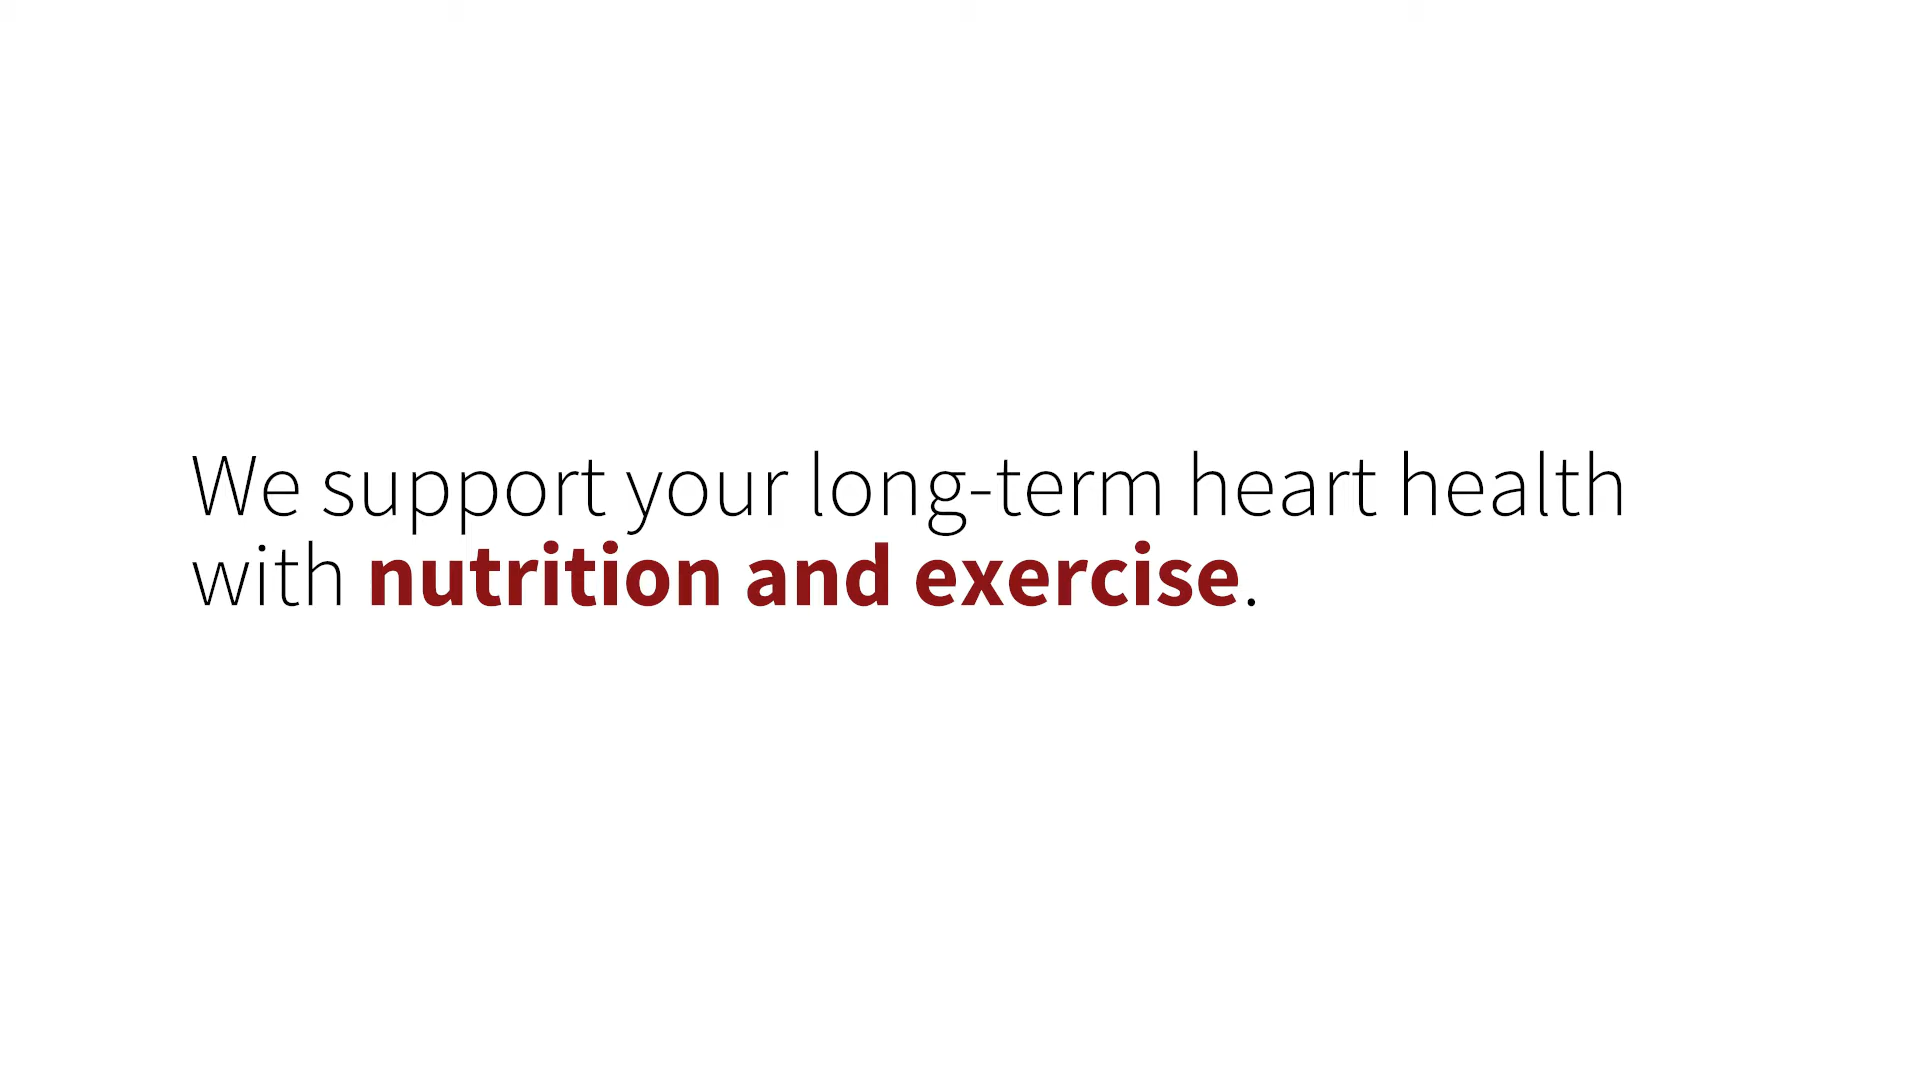 We support your long-term heart health
with nutrition and exercise.